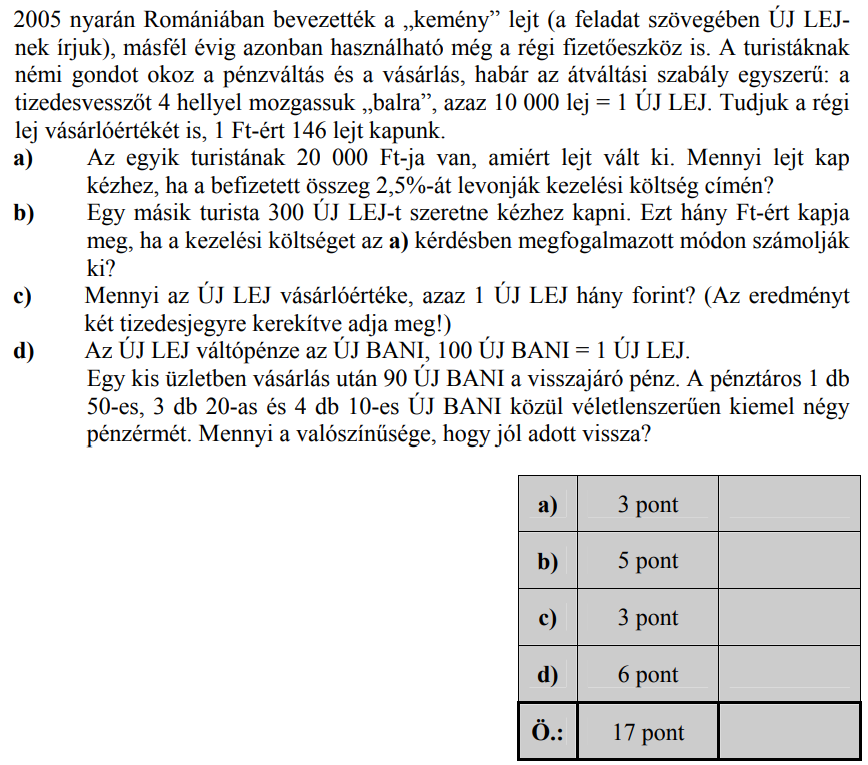 2005 nyarán Romániában bevezették a „kemény” lejt (a feladat szövegében ÚJ LEJ-
nek írjuk), másfél évig azonban használható még a régi fizetőeszköz is. A turistáknak
némi gondot okoz a pénzváltás és a vásárlás, habár az átváltási szabály egyszerű: a
tizedesvesszőt 4 hellyel mozgassuk „balra”, azaz 10 000 lej = 1 ÚJ LEJ. Tudjuk a régi
lej vásárlóértékét is, 1 Ft-ért 146 lejt kapunk.
a) Az egyik turistának 20 000 Ft-ja van, amiért lejt vált ki. Mennyi lejt kap
kézhez, ha a befizetett összeg 2,5%-át levonják kezelési költség címén?
b) Egy másik turista 300 ÚJ LEJ-t szeretne kézhez kapni. Ezt hány Ft-ért kapja
meg, ha a kezelési költséget az a) kérdésben megfogalmazott módon számolják
ki?
c) Mennyi az ÚJ LEJ vásárlóértéke, azaz 1 ÚJ LEJ hány forint? (Az eredményt
két tizedesjegyre kerekítve adja meg!)
d) Az ÚJ LEJ váltópénze az ÚJ BANI, 100 ÚJ BANI = 1 ÚJ LEJ.
Egy kis üzletben vásárlás után 90 ÚJ BANI a visszajáró pénz. A pénztáros 1 db
50-es, 3 db 20-as és 4 db 10-es ÚJ BANI közül véletlenszerűen kiemel négy
pénzérmét. Mennyi a valószínűsége, hogy jól adott vissza?
a) 3 pont
b) 5 pont
c) 3 pont
d) 6 pont
Ö.: 17 pont